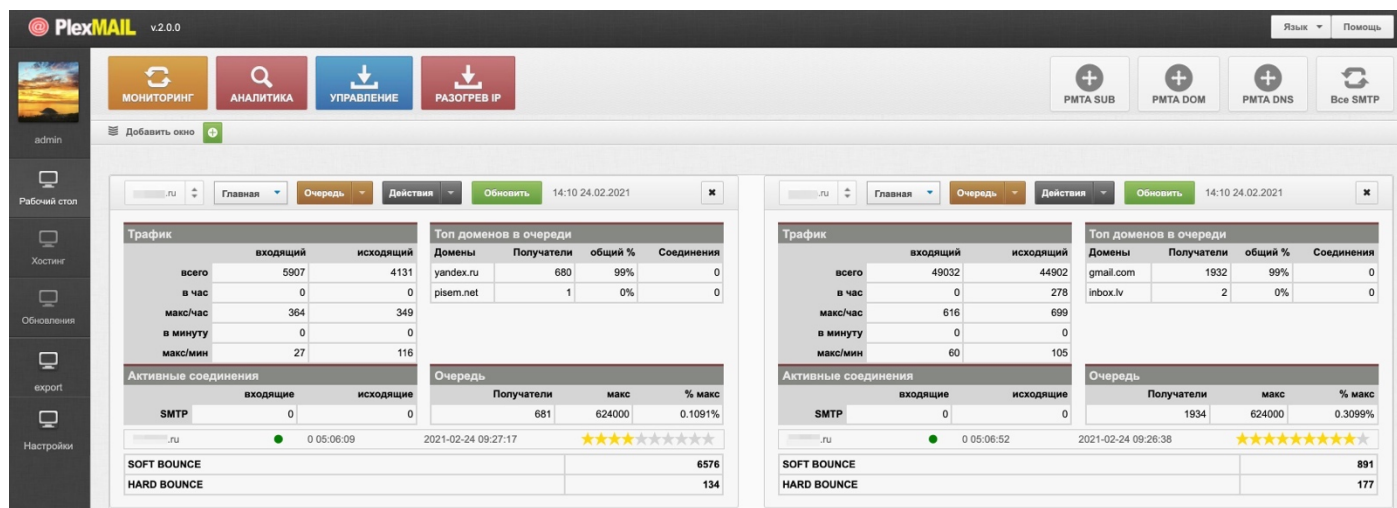 PlexMAIL v.2.0.0 Язык Помощь
МОНИТОРИНГ АНАЛИТИКА УПРАВЛЕНИЕ РАЗОГРЕВ IP PMTA SUB PMTA DOM PMTA DNS Все SMTP
admin
Добавить окно
Рабочий стол
Хостинг
Обновления
export
Настройки
.ru Главная Очередь Действия Обновить 14:10 24.02.2021
Трафик Топ доменов в очереди
входящий исходящий Домены Получатели общий % Соединения
всего 5907 4131 yandex.ru 680 99% 0
в час 0 0 pisem.net 1 0% 0
макс/час 364 349
в минуту 0 0
макс/мин 27 116
Активные соединения Очередь
входящие исходящие Получатели макс % макс
SMTP 0 0 681 624000 0.1091%
.ru 0 05:06:09 2021-02-24 09:27:17
SOFT BOUNCE 6576
HARD BOUNCE 134
.ru Главная Очередь Действия Обновить 14:10 24.02.2021
Трафик Топ доменов в очереди
входящий исходящий Домены Получатели общий % Соединения
всего 49032 44902 gmail.com 1932 99% 0
в час 0 278 inbox.lv 2 0% 0
макс/час 616 699
в минуту 0 0
макс/мин 60 105
Активные соединения Очередь
входящие исходящие Получатели макс % макс
SMTP 0 0 1934 624000 0.3099%
.ru 0 05:06:52 2021-02-24 09:26:38
SOFT BOUNCE 891
HARD BOUNCE 177